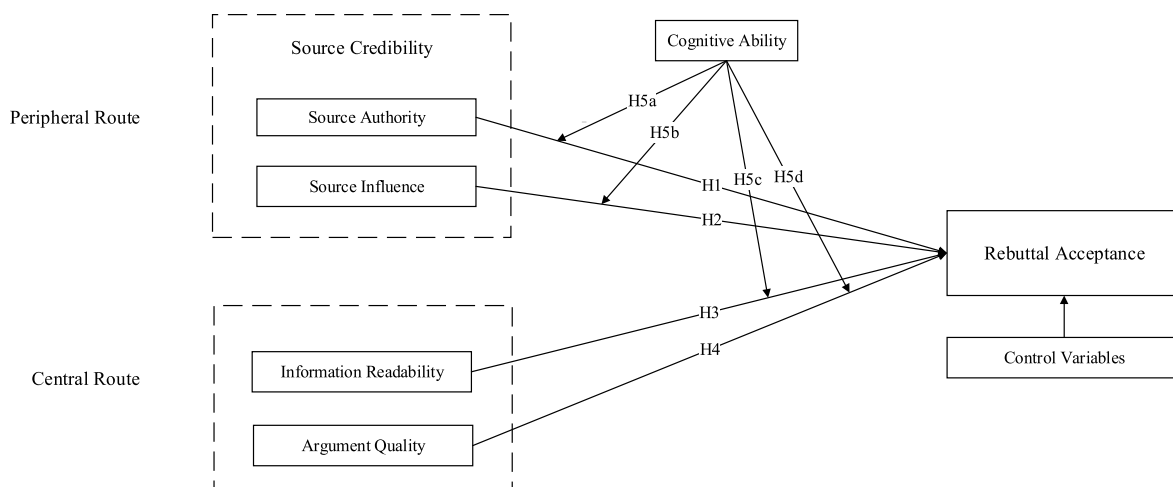 Source Credibility
Cognitive Ability
Peripheral Route
Source Authority
H5a
H5b
Source Influence
H1
H5c
H5d
H2
Rebuttal Acceptance
H3
H4
Information Readability
Control Variables
Central Route
Argument Quality